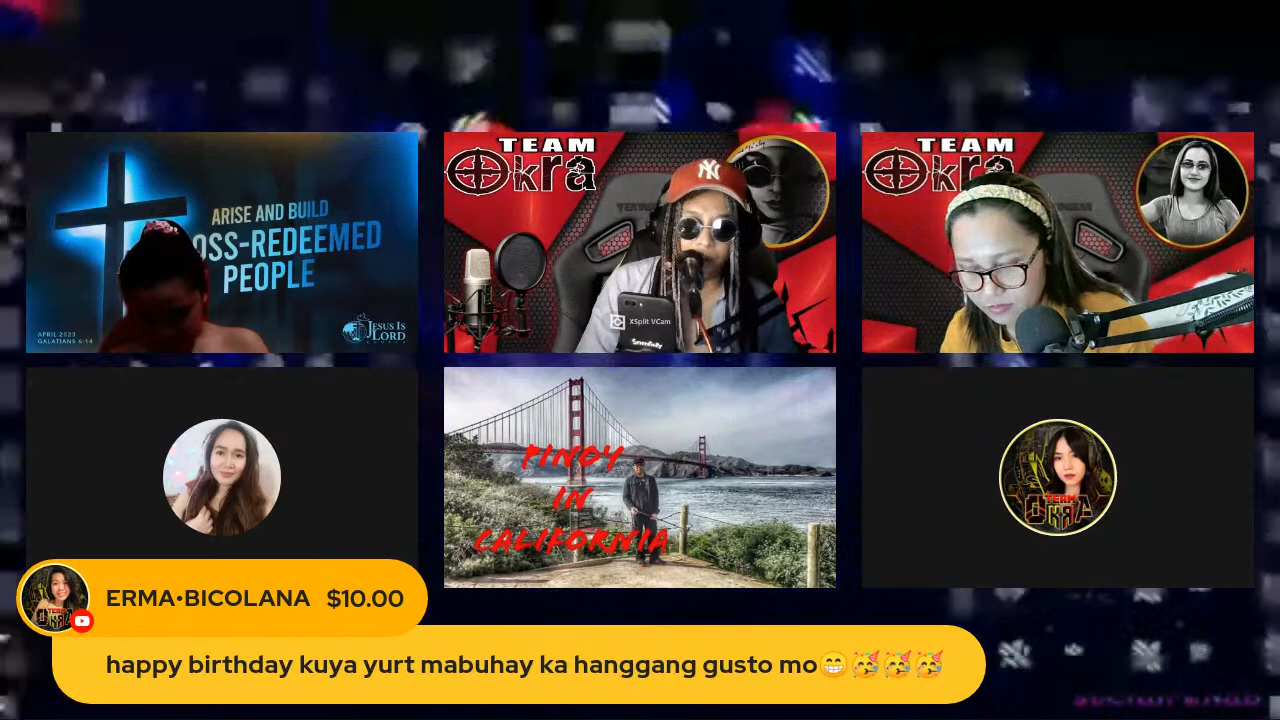 ARISE AND BUILD
OSS-REDEEMED
PEOPLE
APRIL 2023
GALATIANS 6:14
JESUS IS
LORD
TEAM
Okra
NY
XSplit VCam
TEAM
Okra
PINOY
IN
CALIFORNIA
TEAM
OKRA
ERMA•BICOLANA $10.00
happy birthday kuya yurt mabuhay ka hanggang gusto mo😁🥳🥳🥳